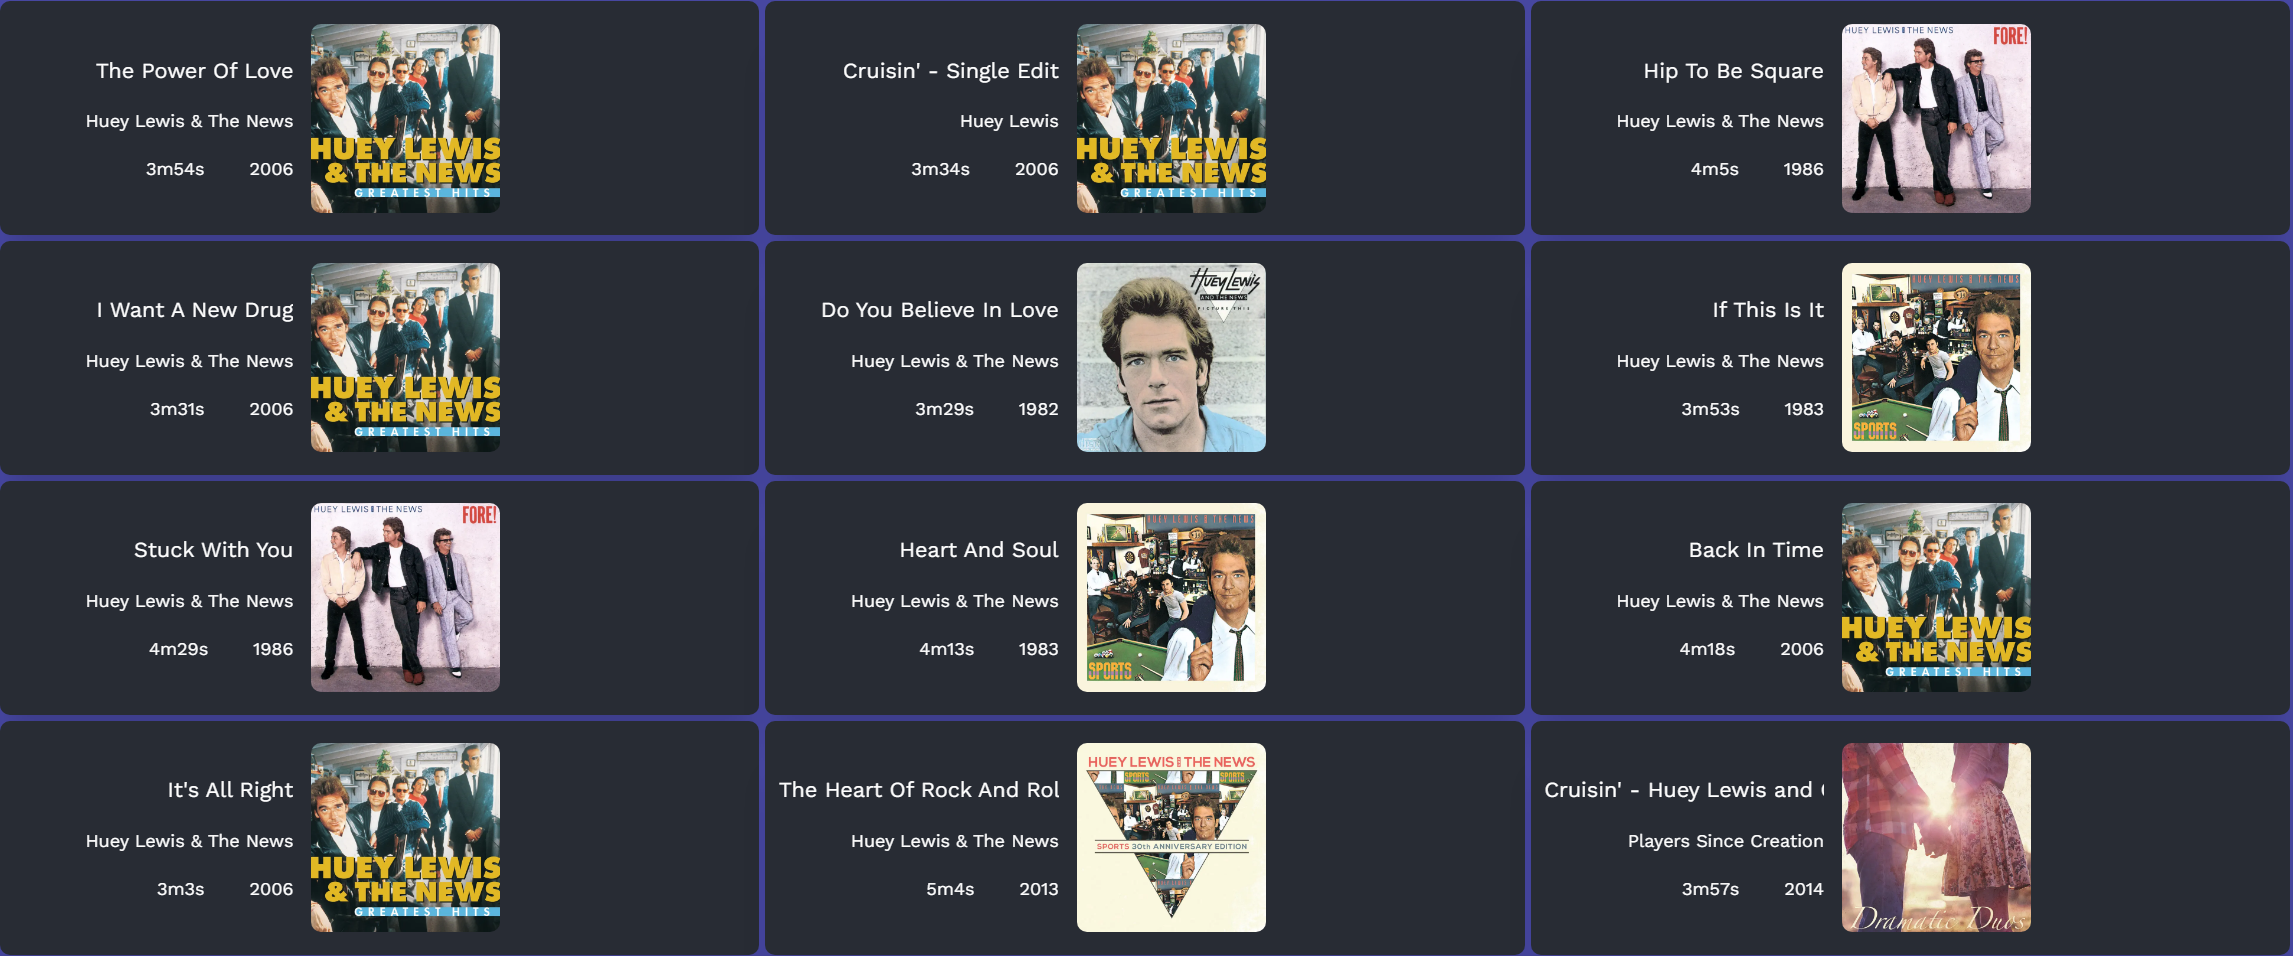 The Power Of Love
Huey Lewis & The News
3m54s 2006
HUEY LEWIS
& THE NEWS
GREATEST HITS
Cruisin' - Single Edit
Huey Lewis
3m34s 2006
HUEY LEWIS
& THE NEWS
GREATEST HITS
Hip To Be Square
Huey Lewis & The News
4m5s 1986
HUEY LEWIS AND THE NEWS
FORE!
I Want A New Drug
Huey Lewis & The News
3m31s 2006
HUEY LEWIS
& THE NEWS
GREATEST HITS
Do You Believe In Love
Huey Lewis & The News
3m29s 1982
HUEY LEWIS
AND THE NEWS
PICTURE THIS
If This Is It
Huey Lewis & The News
3m53s 1983
HUEY LEWIS & THE NEWS
SPORTS
Stuck With You
Huey Lewis & The News
4m29s 1986
HUEY LEWIS AND THE NEWS
FORE!
Heart And Soul
Huey Lewis & The News
4m13s 1983
HUEY LEWIS & THE NEWS
SPORTS
Back In Time
Huey Lewis & The News
4m18s 2006
HUEY LEWIS
& THE NEWS
GREATEST HITS
It's All Right
Huey Lewis & The News
3m3s 2006
HUEY LEWIS
& THE NEWS
GREATEST HITS
The Heart Of Rock And Rol
Huey Lewis & The News
5m4s 2013
HUEY LEWIS AND THE NEWS
SPORTS SPORTS
SPORTS 30th ANNIVERSARY EDITION
Cruisin' - Huey Lewis and
Players Since Creation
3m57s 2014
Dramatic Duos